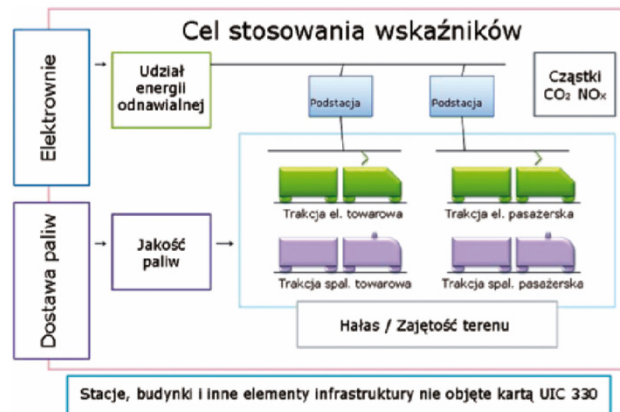 Cel stosowania wskaźników
Elektrownie
Udział
energii
odnawialnej
Podstacja
Podstacja
Cząstki
CO₂ NOₓ
Trakcja el. towarowa
Trakcja el. pasażerska
Dostawa paliw
Jakość
paliw
Trakcja spal. towarowa
Trakcja spal. pasażerska
Hałas / Zajętość terenu
Stacje, budynki i inne elementy infrastruktury nie objęte kartą UIC 330